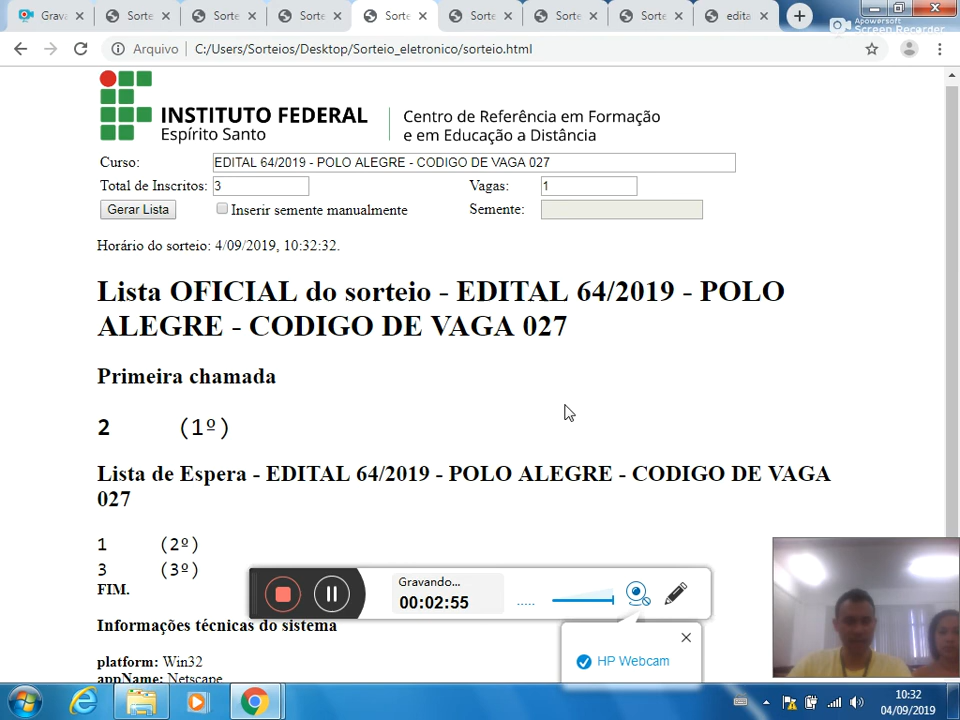 Grava
Sorte
Sorte
Sorte
Sorte
Sorte
Sorte
Sorte
edita
Apowersoft
Screen Recorder
Arquivo
C:/Users/Sorteios/Desktop/Sorteio_eletronico/sorteio.html
INSTITUTO FEDERAL
Espírito Santo
Centro de Referência em Formação
e em Educação a Distância
Curso: EDITAL 64/2019 - POLO ALEGRE - CODIGO DE VAGA 027
Total de Inscritos: 3 Vagas: 1
Gerar Lista Inserir semente manualmente Semente:
Horário do sorteio: 4/09/2019, 10:32:32.
Lista OFICIAL do sorteio - EDITAL 64/2019 - POLO
ALEGRE - CODIGO DE VAGA 027
Primeira chamada
2 (1º)
Lista de Espera - EDITAL 64/2019 - POLO ALEGRE - CODIGO DE VAGA
027
1 (2º)
3 (3º)
FIM.
Gravando...
00:02:55
Informações técnicas do sistema
HP Webcam
platform: Win32
appName: Netscape
10:32
04/09/2019